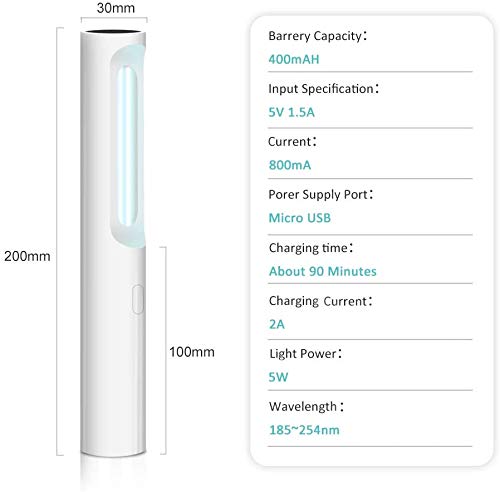 30mm
200mm
100mm
Barrery Capacity:
400mAH
Input Specification:
5V 1.5A
Current:
800mA
Porer Supply Port:
Micro USB
Charging time:
About 90 Minutes
Charging Current:
2A
Light Power:
5W
Wavelength:
185~254nm